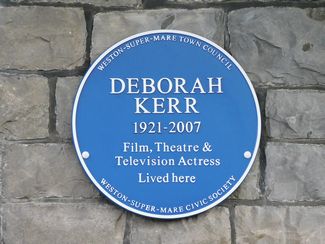 WESTON-SUPER-MARE TOWN COUNCIL
DEBORAH
KERR
1921-2007
Film, Theatre &
Television Actress
Lived here
WESTON-SUPER-MARE CIVIC SOCIETY